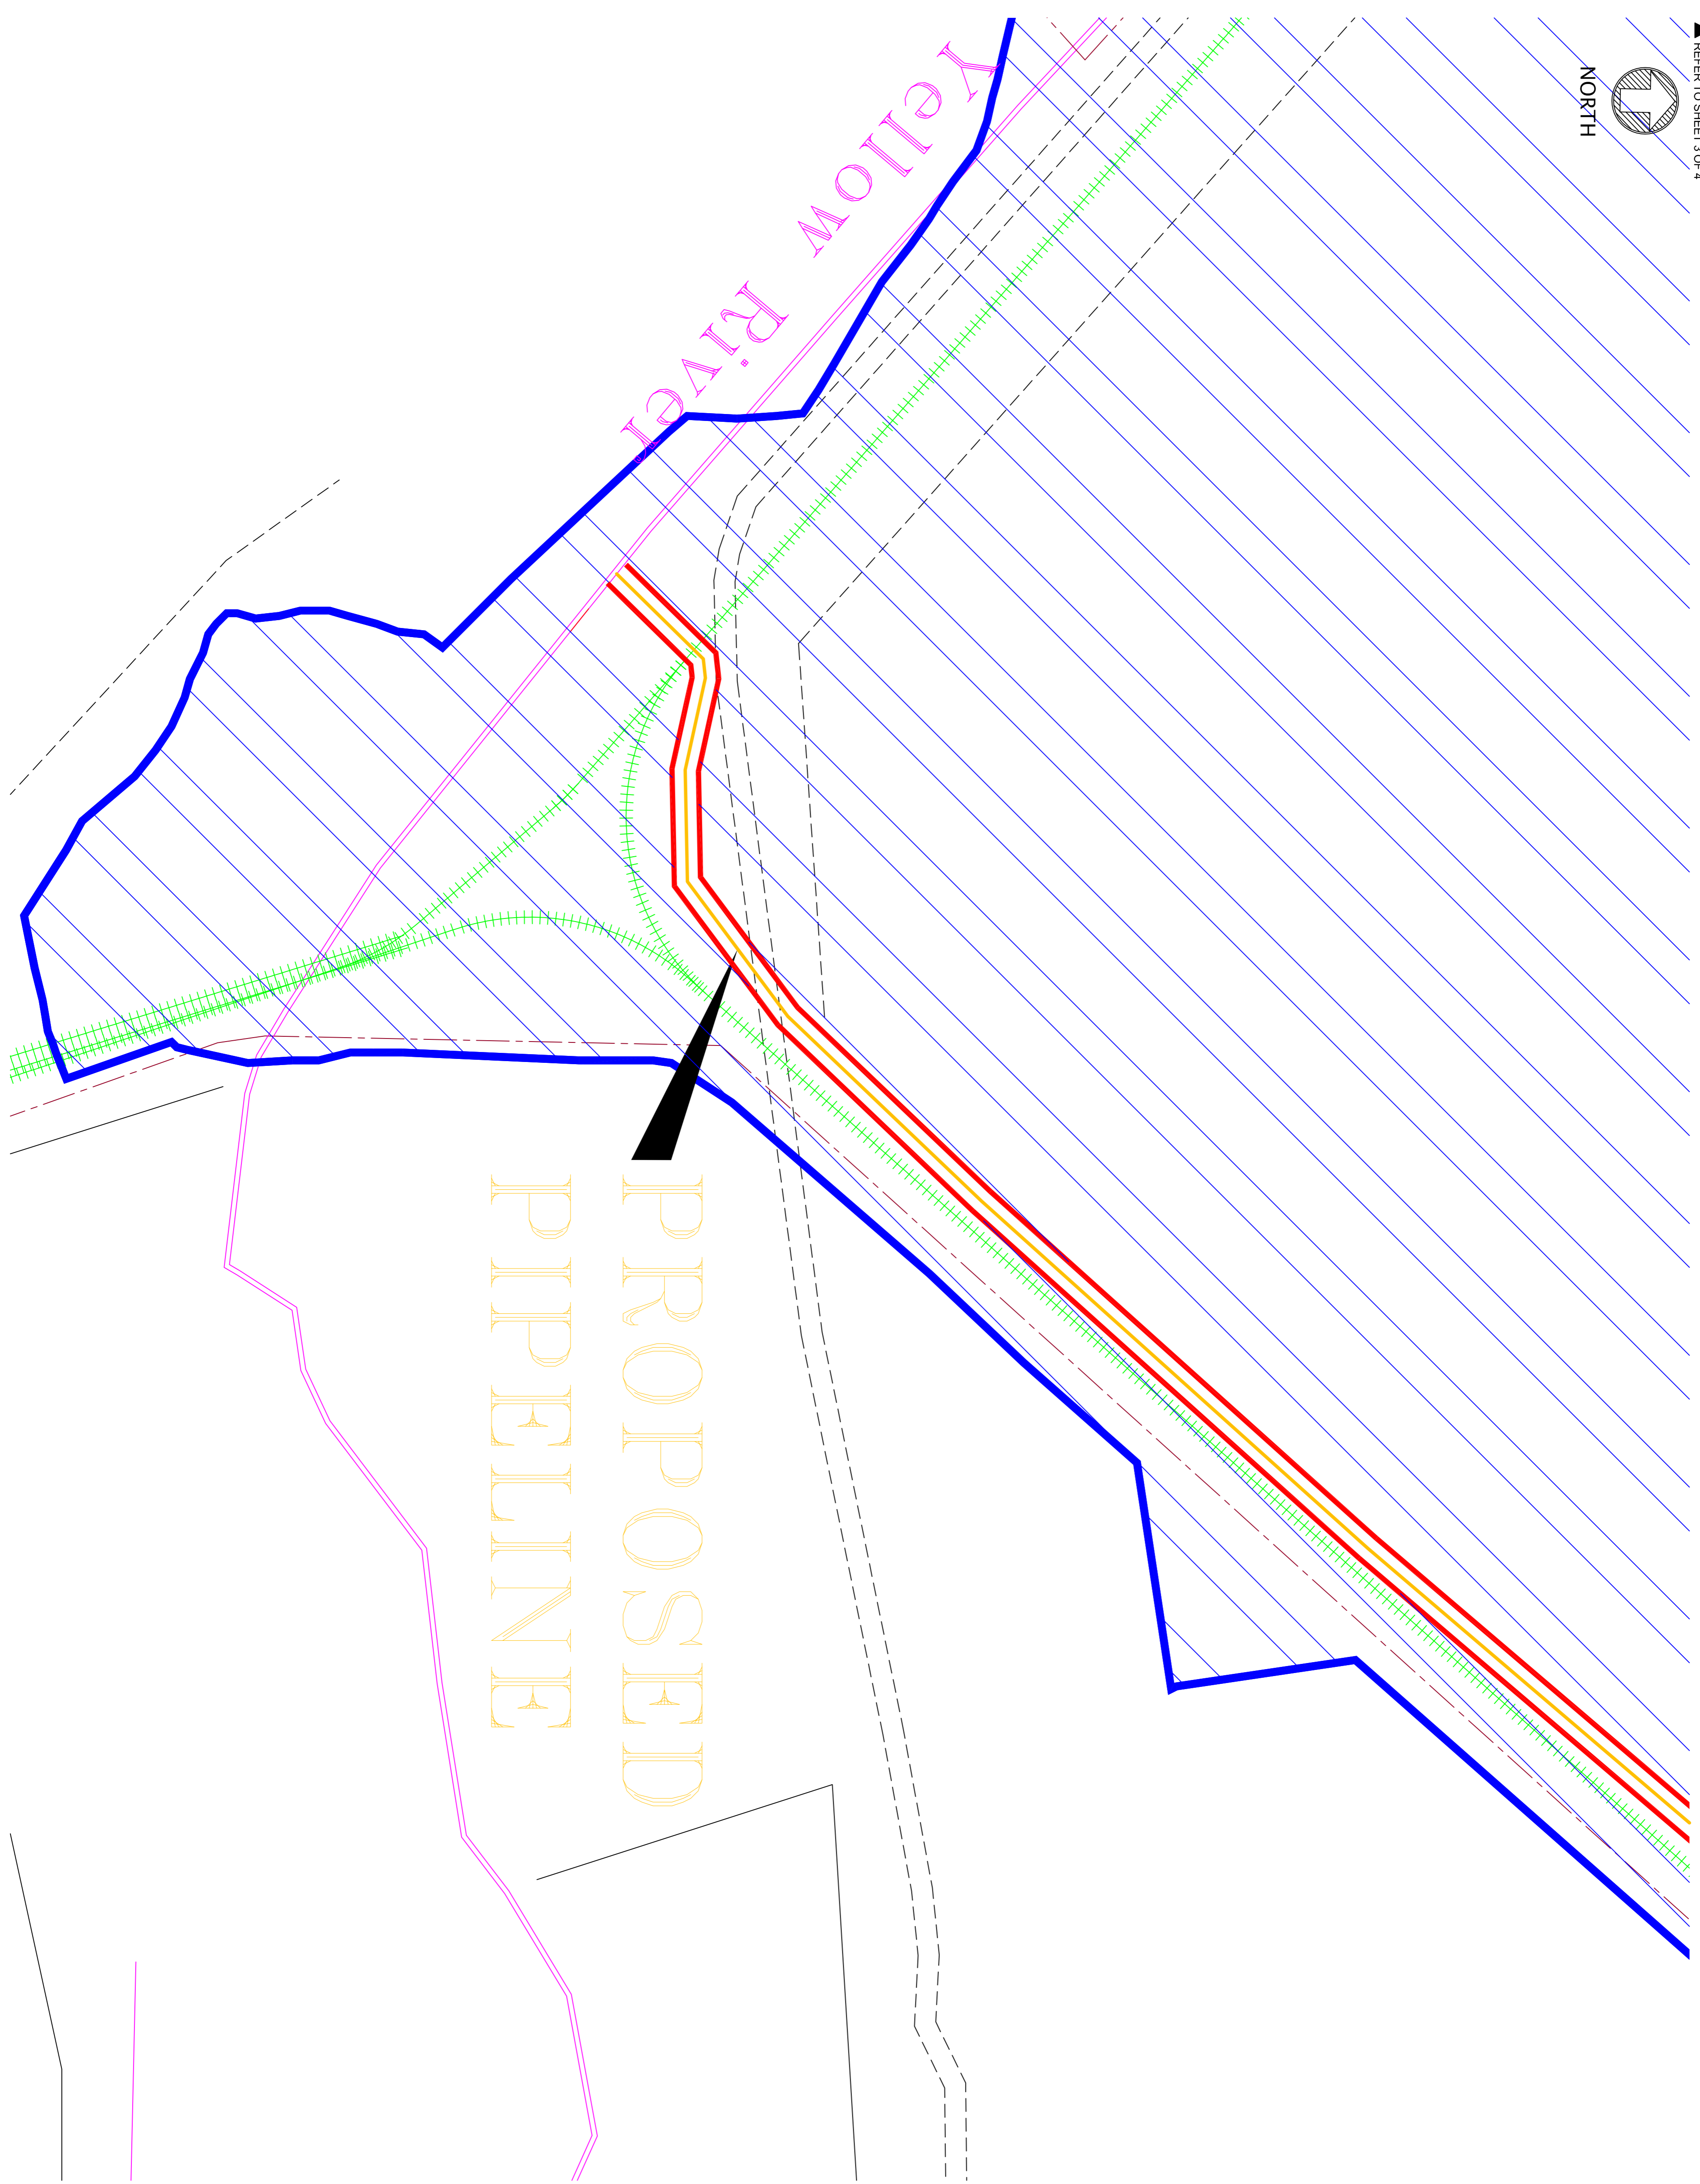 REFER TO SHEET 3 OF 4
NORTH
Yellow River
PROPOSED
PIPELINE